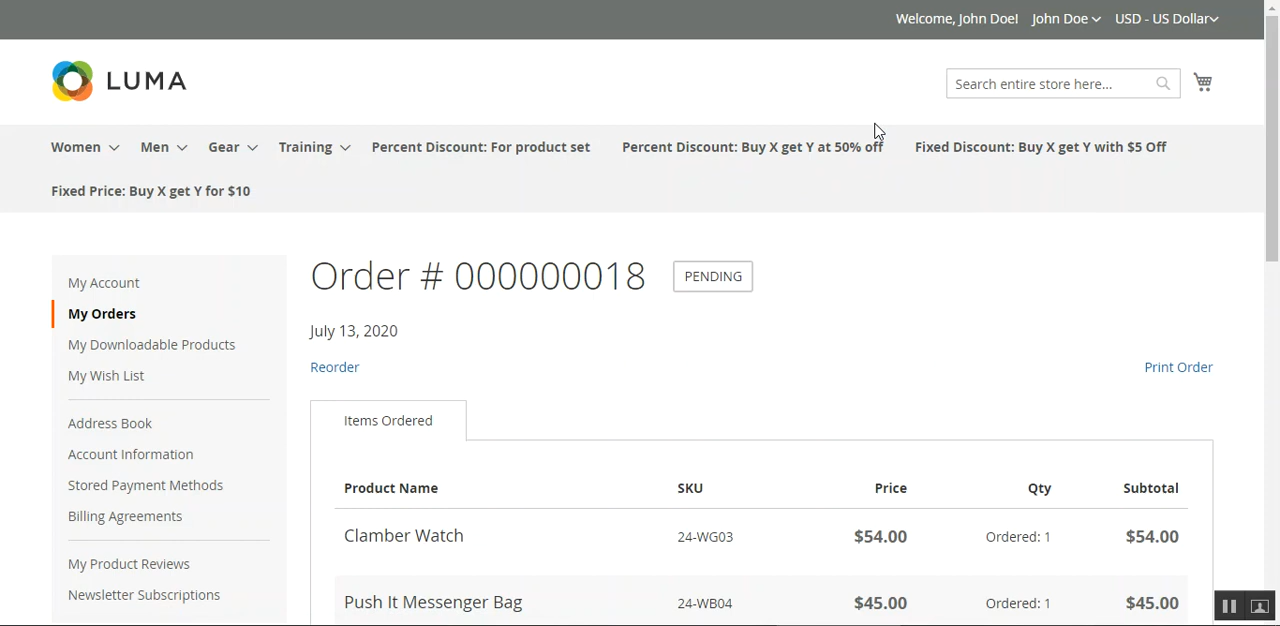 Welcome, John Doe! John Doe USD - US Dollar
LUMA
Search entire store here...
Women Men Gear Training Percent Discount: For product set Percent Discount: Buy X get Y at 50% off Fixed Discount: Buy X get Y with $5 Off
Fixed Price: Buy X get Y for $10
My Account
My Orders
My Downloadable Products
My Wish List
Address Book
Account Information
Stored Payment Methods
Billing Agreements
My Product Reviews
Newsletter Subscriptions
Order # 000000018 PENDING
July 13, 2020
Reorder Print Order
Items Ordered
Product Name SKU Price Qty Subtotal
Clamber Watch 24-WG03 $54.00 Ordered: 1 $54.00
Push It Messenger Bag 24-WB04 $45.00 Ordered: 1 $45.00